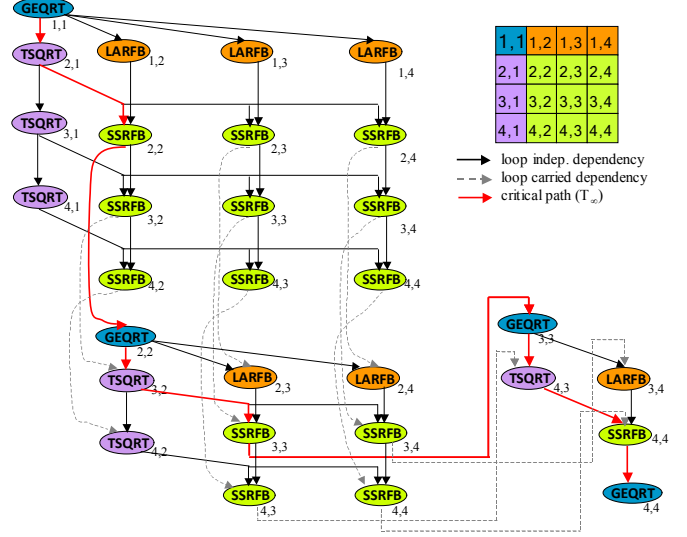 GEQRT
1,1
TSQRT
2,1
LARFB
1,2
LARFB
1,3
LARFB
1,4
TSQRT
3,1
SSRFB
2,2
SSRFB
2,3
SSRFB
2,4
TSQRT
4,1
SSRFB
3,2
SSRFB
3,3
SSRFB
3,4
SSRFB
4,2
SSRFB
4,3
SSRFB
4,4
GEQRT
2,2
TSQRT
3,2
LARFB
2,3
LARFB
2,4
TSQRT
4,2
SSRFB
3,3
SSRFB
3,4
SSRFB
4,3
SSRFB
4,4
1,1 1,2 1,3 1,4
2,1 2,2 2,3 2,4
3,1 3,2 3,3 3,4
4,1 4,2 4,3 4,4
loop indep. dependency
loop carried dependency
critical path (T∞)
GEQRT
3,3
TSQRT
4,3
LARFB
3,4
SSRFB
4,4
GEQRT
4,4